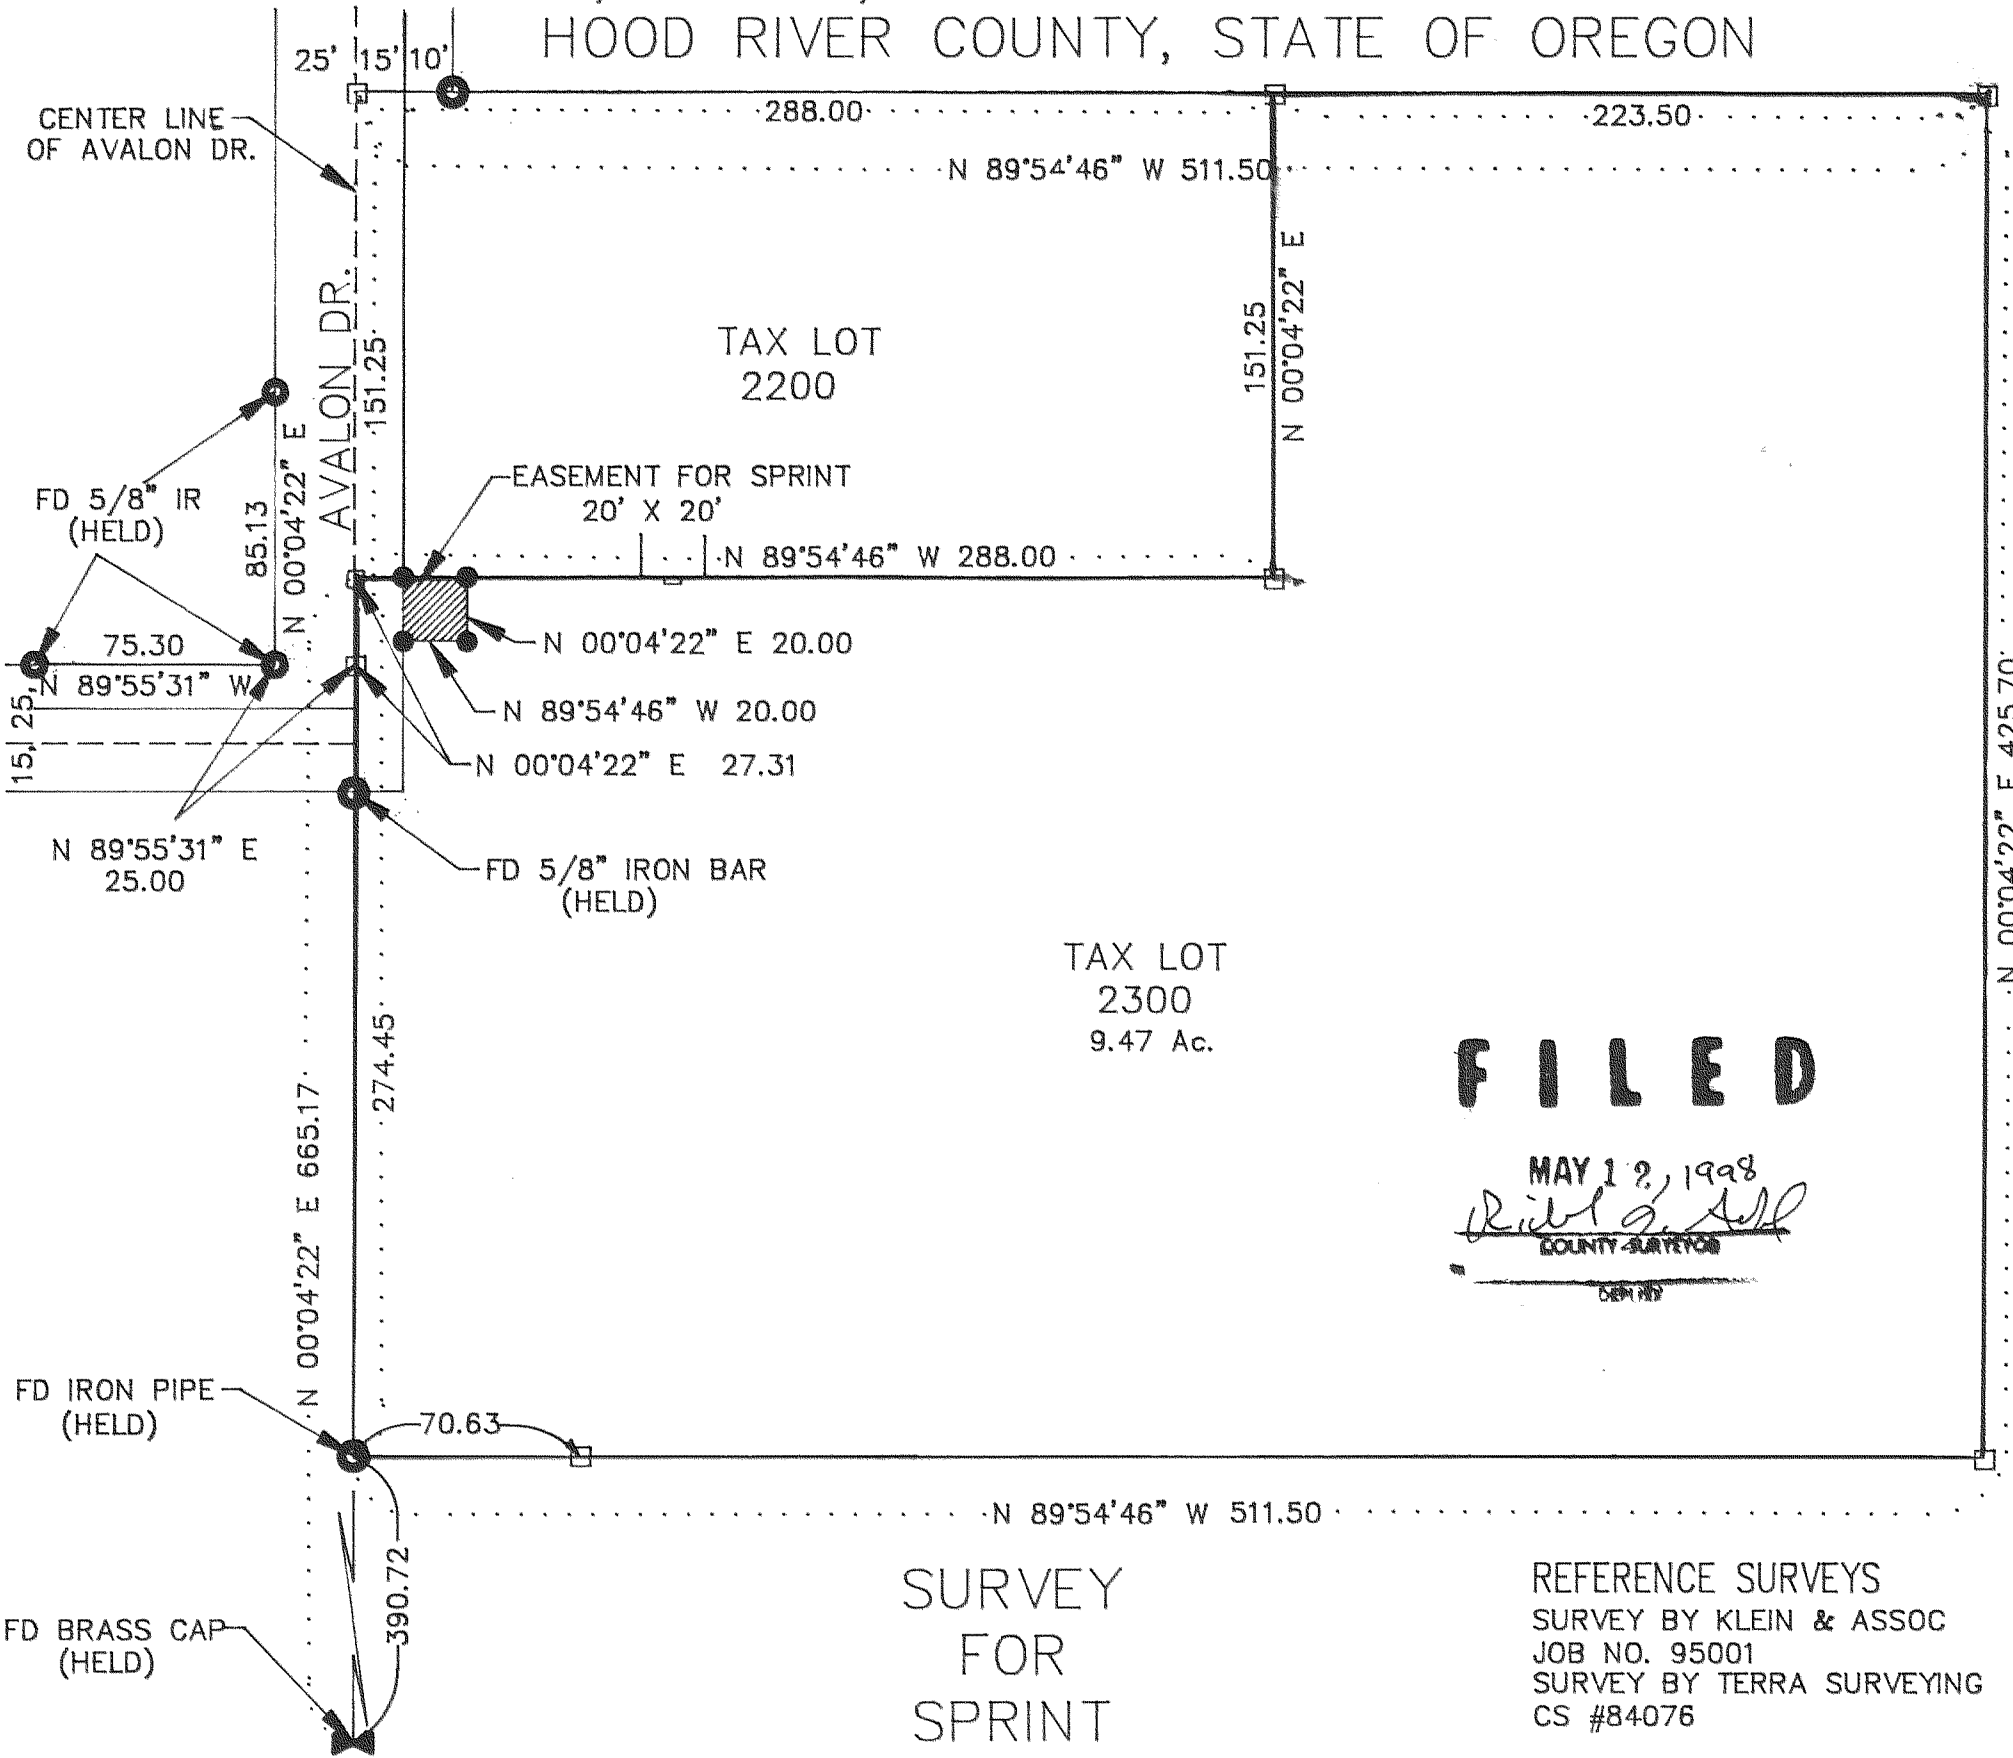 HOOD RIVER COUNTY, STATE OF OREGON
25' 15' 10'
CENTER LINE
OF AVALON DR.
288.00
223.50
N 89°54'46" W 511.50
AVALON DR.
151.25
TAX LOT
2200
151.25
N 00°04'22" E
EASEMENT FOR SPRINT
20' X 20'
N 89°54'46" W 288.00
FD 5/8" IR
(HELD)
85.13
N 00°04'22" E
75.30
N 89°55'31" W
15, 25,
N 00°04'22" E 20.00
N 89°54'46" W 20.00
N 00°04'22" E 27.31
N 89°55'31" E
25.00
FD 5/8" IRON BAR
(HELD)
N 00°04'22" E 425.70
TAX LOT
2300
9.47 Ac.
274.45
N 00°04'22" E 665.17
FILED
MAY 12, 1998
COUNTY SURVEYOR
DEPUTY
FD IRON PIPE
(HELD)
70.63
N 89°54'46" W 511.50
390.72
FD BRASS CAP
(HELD)
SURVEY
FOR
SPRINT
REFERENCE SURVEYS
SURVEY BY KLEIN & ASSOC
JOB NO. 95001
SURVEY BY TERRA SURVEYING
CS #84076